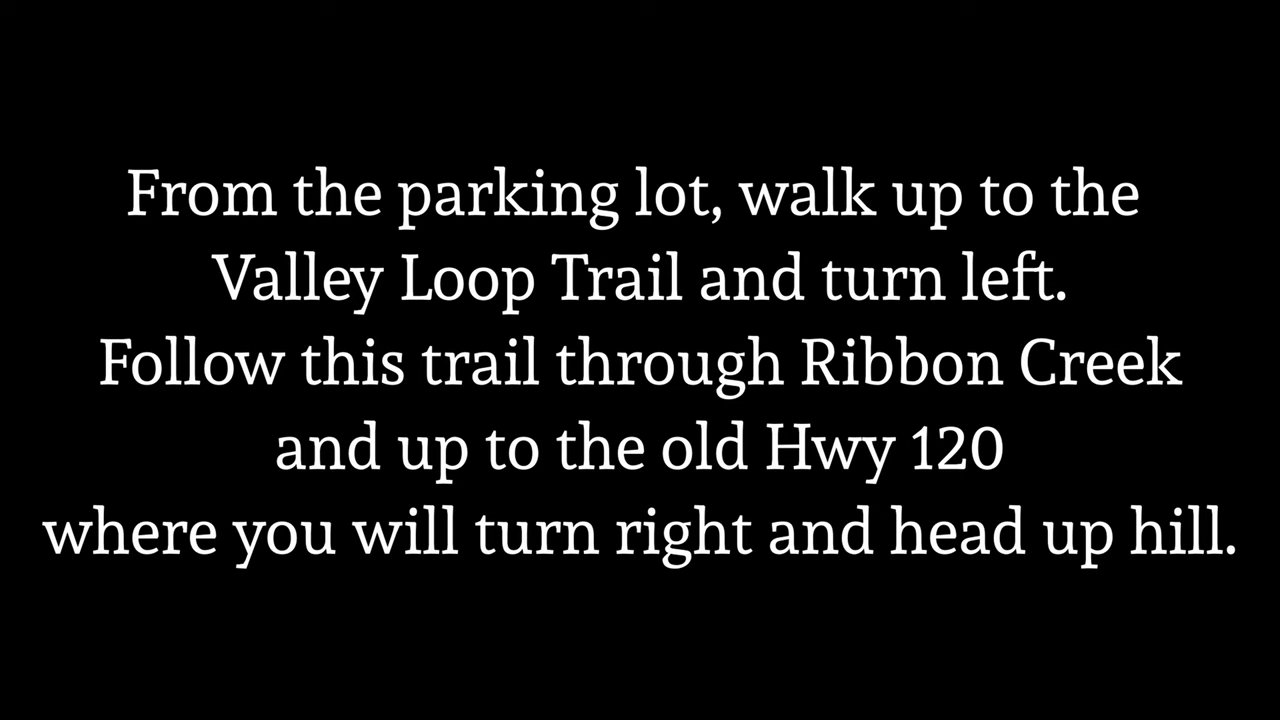 From the parking lot, walk up to the
Valley Loop Trail and turn left.
Follow this trail through Ribbon Creek
and up to the old Hwy 120
where you will turn right and head up hill.